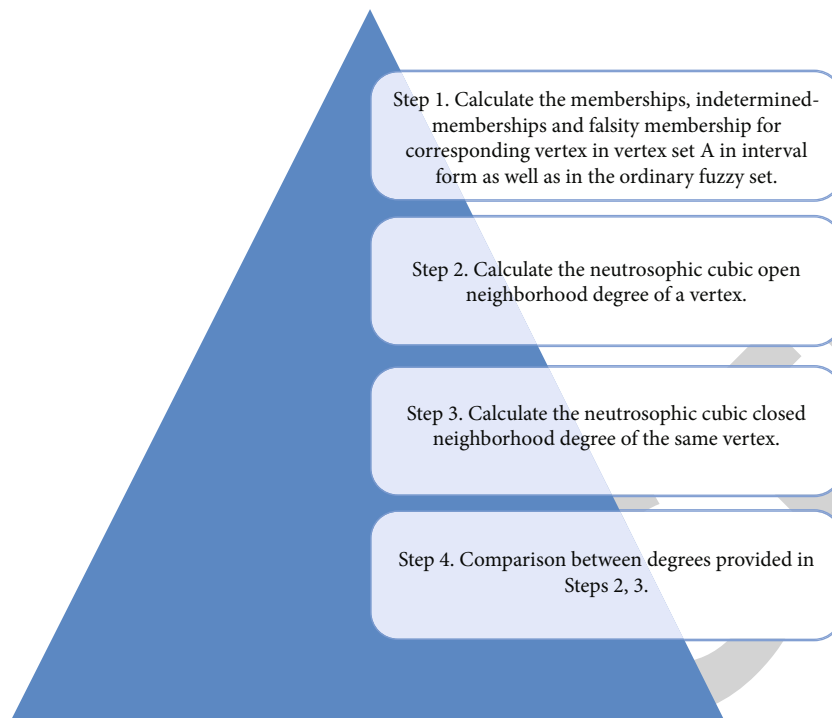 Step 1. Calculate the memberships, indetermined-
memberships and falsity membership for
corresponding vertex in vertex set A in interval
form as well as in the ordinary fuzzy set.
Step 2. Calculate the neutrosophic cubic open
neighborhood degree of a vertex.
Step 3. Calculate the neutrosophic cubic closed
neighborhood degree of the same vertex.
Step 4. Comparison between degrees provided in
Steps 2, 3.